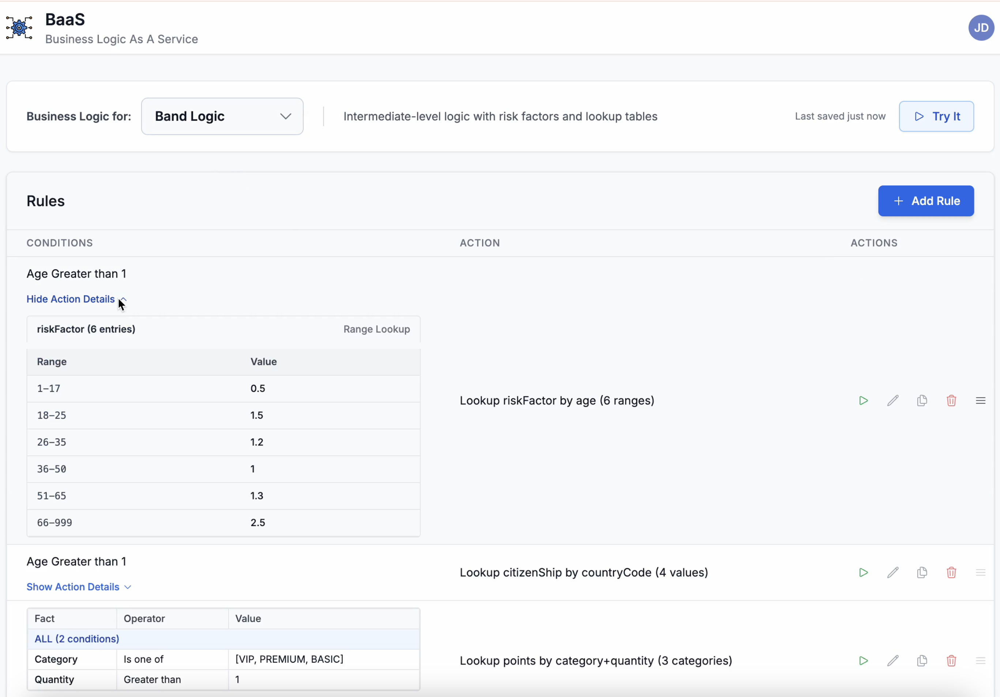 BaaS
Business Logic As A Service
JD
Business Logic for:
Band Logic
Intermediate-level logic with risk factors and lookup tables
Last saved just now
Try It
Rules
Add Rule
CONDITIONS ACTION ACTIONS
Age Greater than 1
Hide Action Details
riskFactor (6 entries) Range Lookup
Range Value
1–17 0.5
18–25 1.5
26–35 1.2
36–50 1
51–65 1.3
66–999 2.5
Lookup riskFactor by age (6 ranges)
Age Greater than 1
Show Action Details
Lookup citizenShip by countryCode (4 values)
Fact Operator Value
ALL (2 conditions)
Category Is one of [VIP, PREMIUM, BASIC]
Quantity Greater than 1
Lookup points by category+quantity (3 categories)